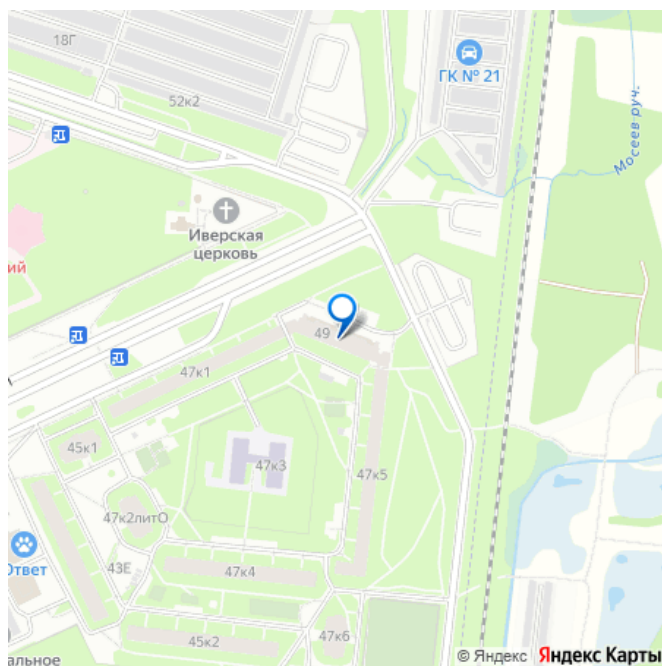 18Г
ГК № 21
52к2
Мосеев руч.
Иверская
церковь
ий
49
47к1
45к1
47к3
47к5
47к2литО
Ответ
43Е
47к4
45к2
47к6
альное
© Яндекс Яндекс Карты